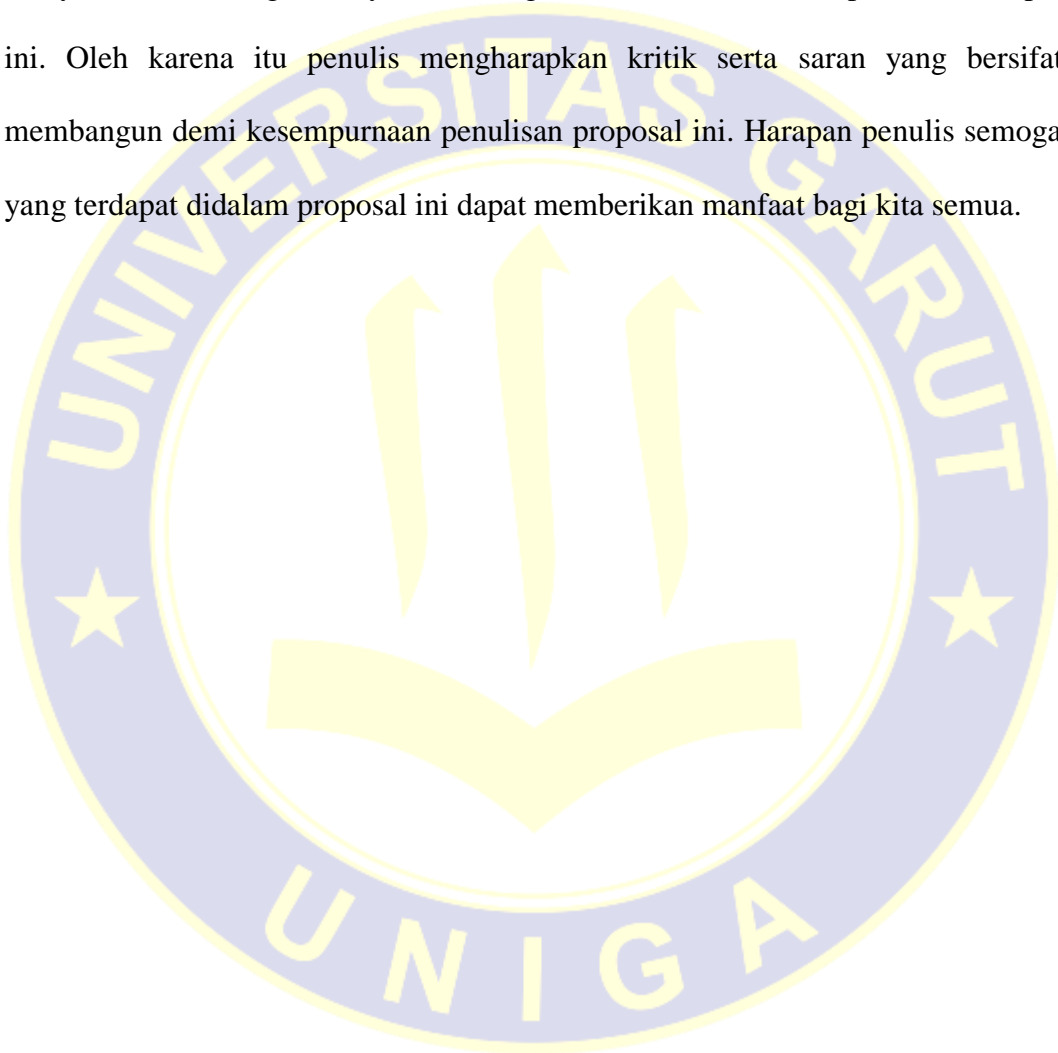 ini. Oleh karena itu penulis mengharapkan kritik serta saran yang bersifat
membangun demi kesempurnaan penulisan proposal ini. Harapan penulis semoga
yang terdapat didalam proposal ini dapat memberikan manfaat bagi kita semua.
UNIVERSITAS GARUT
UNIGA